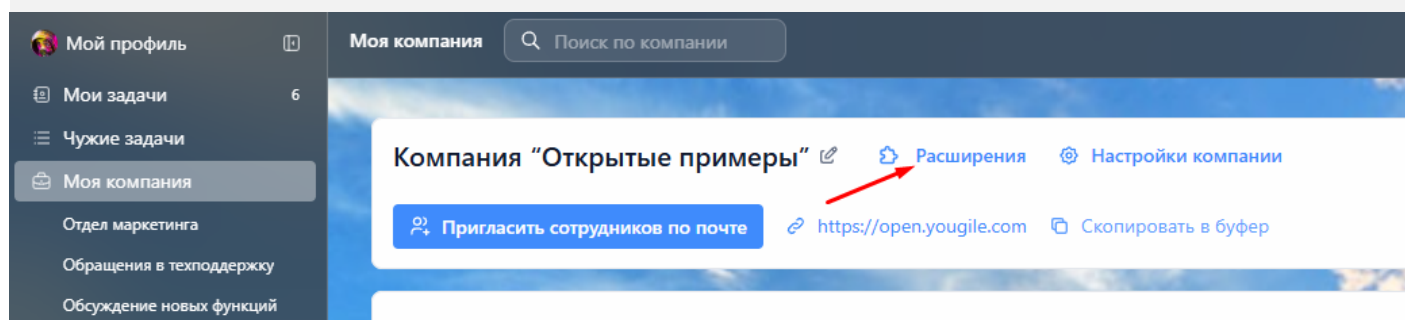 Мой профиль
Моя компания
Поиск по компании
Мои задачи 6
Чужие задачи
Моя компания
Отдел маркетинга
Обращения в техподдержку
Обсуждение новых функций
Компания “Открытые примеры”
Расширения
Настройки компании
Пригласить сотрудников по почте
https://open.yougile.com
Скопировать в буфер